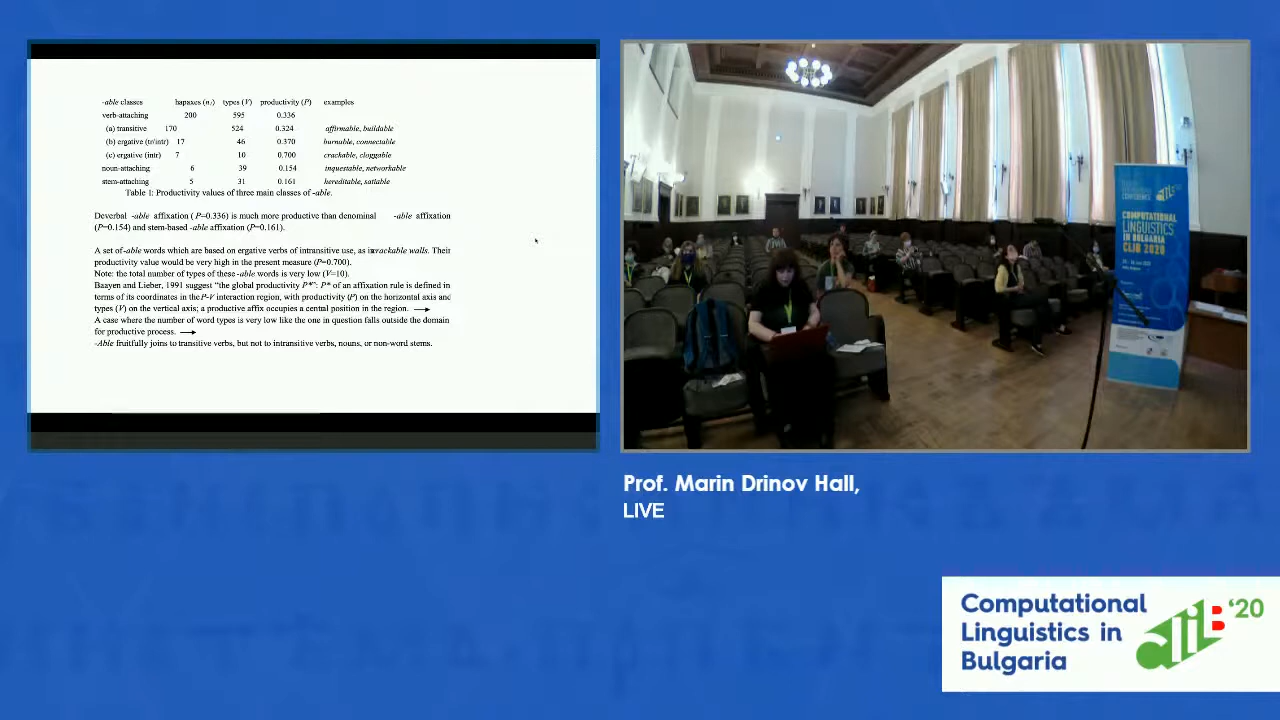 -able classes hapaxes (n₁) types (V) productivity (P) examples
verb-attaching 200 595 0.336
(a) transitive 170 524 0.324 affirmable, buildable
(b) ergative (tr/intr) 17 46 0.370 burnable, connectable
(c) ergative (intr) 7 10 0.700 crackable, cloggable
noun-attaching 6 39 0.154 inquestable, networkable
stem-attaching 5 31 0.161 hereditable, satiable
Table 1: Productivity values of three main classes of -able.
Deverbal -able affixation (P=0.336) is much more productive than denominal -able affixation
(P=0.154) and stem-based -able affixation (P=0.161).
A set of -able words which are based on ergative verbs of intransitive use, as in crackable walls. Their
productivity value would be very high in the present measure (P=0.700).
Note: the total number of types of these -able words is very low (V=10).
Baayen and Lieber, 1991 suggest “the global productivity P*”: P* of an affixation rule is defined in
terms of its coordinates in the P-V interaction region, with productivity (P) on the horizontal axis and
types (V) on the vertical axis; a productive affix occupies a cental position in the region. →
A case where the number of word types is very low like the one in question falls outside the domain
for productive process. →
-Able fruitfully joins to transitive verbs, but not to intransitive verbs, nouns, or non-word stems.
CONFERENCE
COMPUTATIONAL
LINGUISTICS
IN BULGARIA
CLIB 2020
Prof. Marin Drinov Hall,
LIVE
Computational
Linguistics in
Bulgaria
CLIB '20